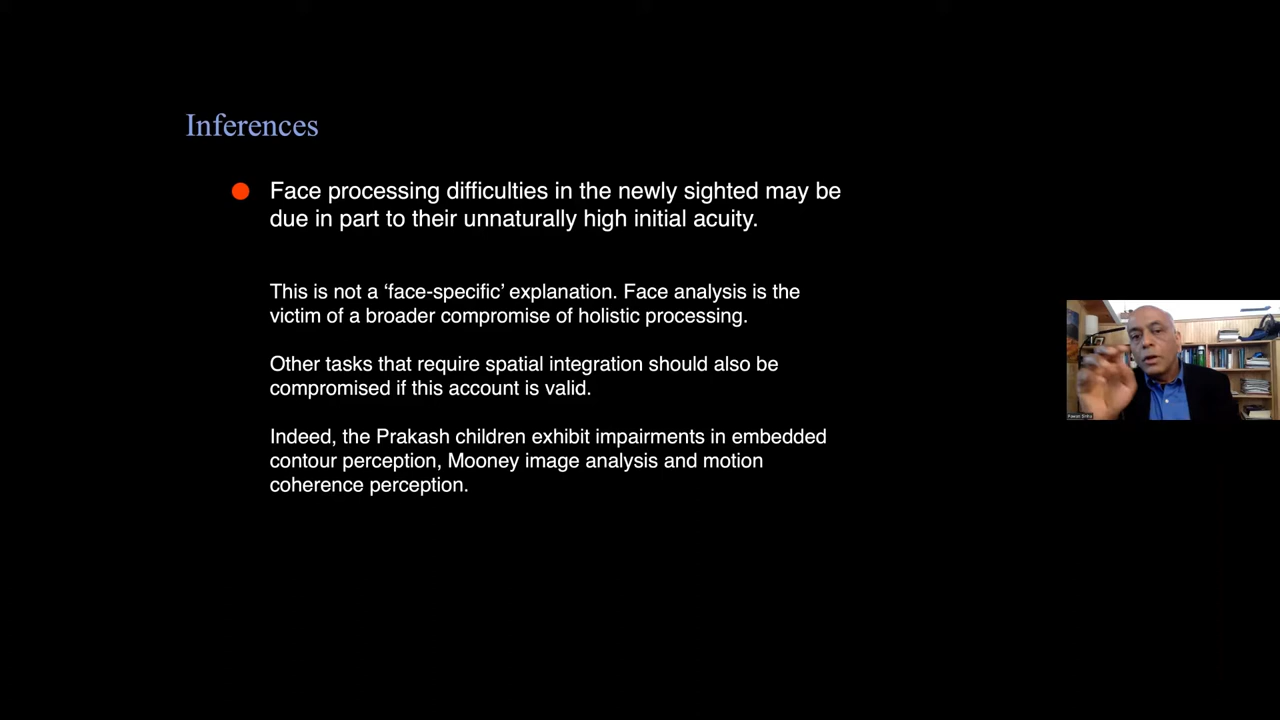 Inferences
Face processing difficulties in the newly sighted may be
due in part to their unnaturally high initial acuity.
This is not a ‘face-specific’ explanation. Face analysis is the
victim of a broader compromise of holistic processing.
Other tasks that require spatial integration should also be
compromised if this account is valid.
Indeed, the Prakash children exhibit impairments in embedded
contour perception, Mooney image analysis and motion
coherence perception.